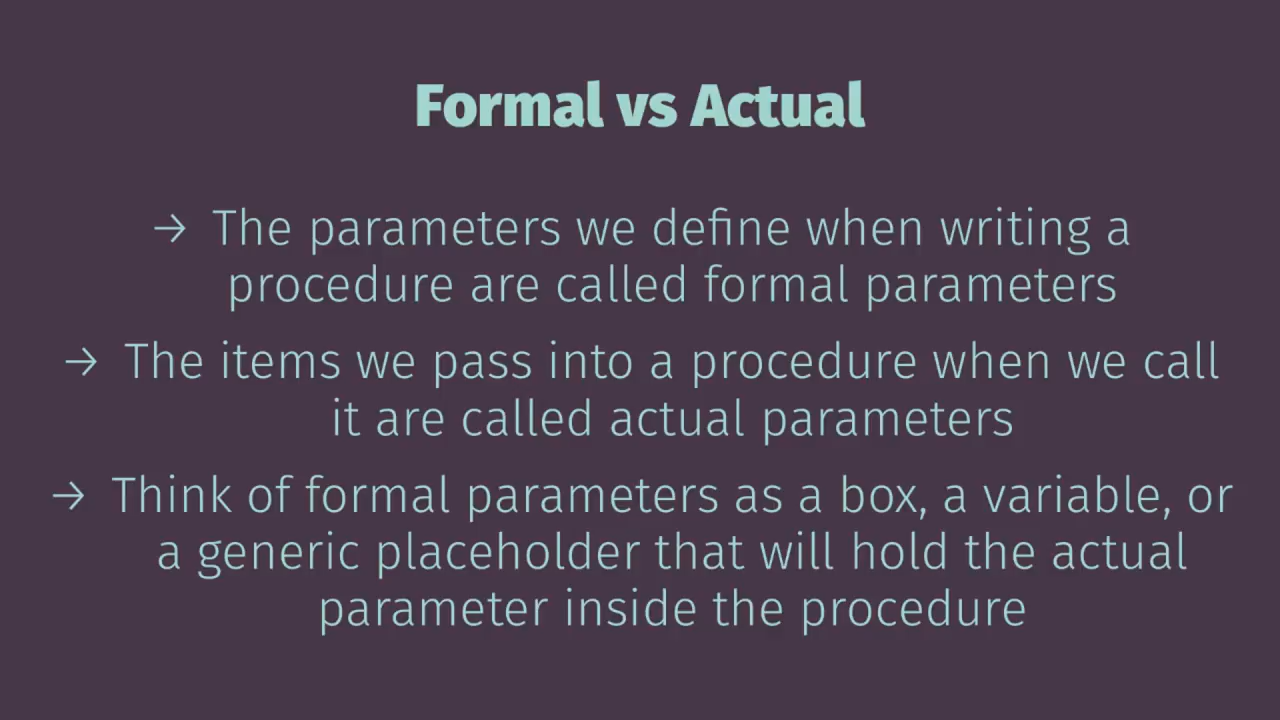 Formal vs Actual
→ The parameters we define when writing a
procedure are called formal parameters
→ The items we pass into a procedure when we call
it are called actual parameters
→ Think of formal parameters as a box, a variable, or
a generic placeholder that will hold the actual
parameter inside the procedure